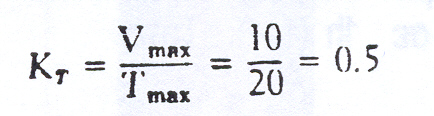 K_T = V_max / T_max = 10 / 20 = 0.5